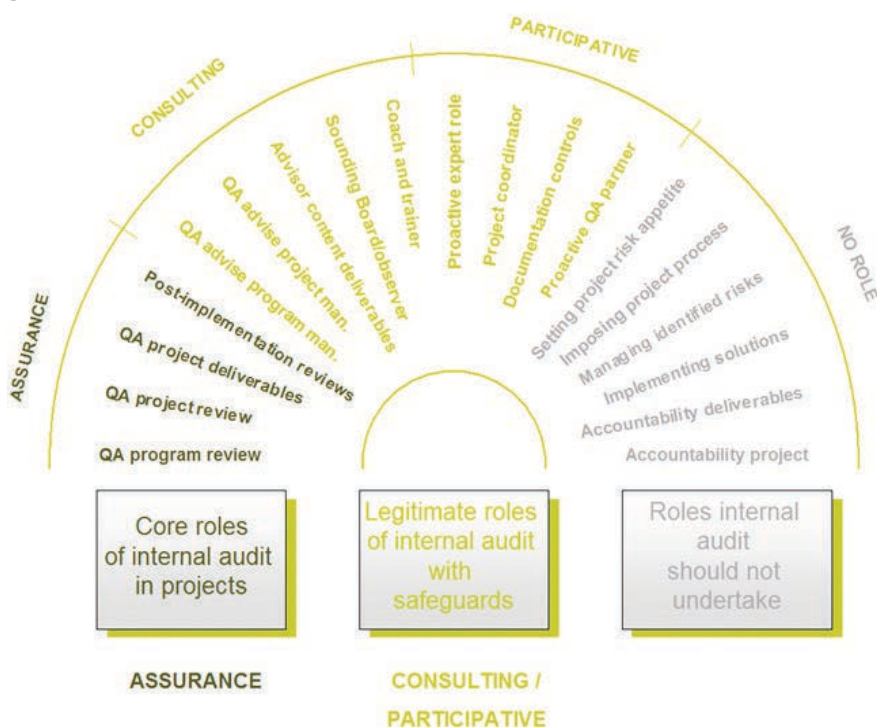 PARTICIPATIVE
CONSULTING
ASSURANCE
NO ROLE
QA program review
QA project review
QA project deliverables
Post-implementation reviews
QA advise program man.
QA advise project man.
Advisor content deliverables
Sounding Board/observer
Coach and trainer
Proactive expert role
Project coordinator
Documentation controls
Proactive QA partner
Setting project risk appetite
Imposing project process
Managing identified risks
Implementing solutions
Accountability deliverables
Accountability project
Core roles
of internal audit
in projects
Legitimate roles
of internal audit
with
safeguards
Roles internal
audit
should not
undertake
ASSURANCE
CONSULTING /
PARTICIPATIVE